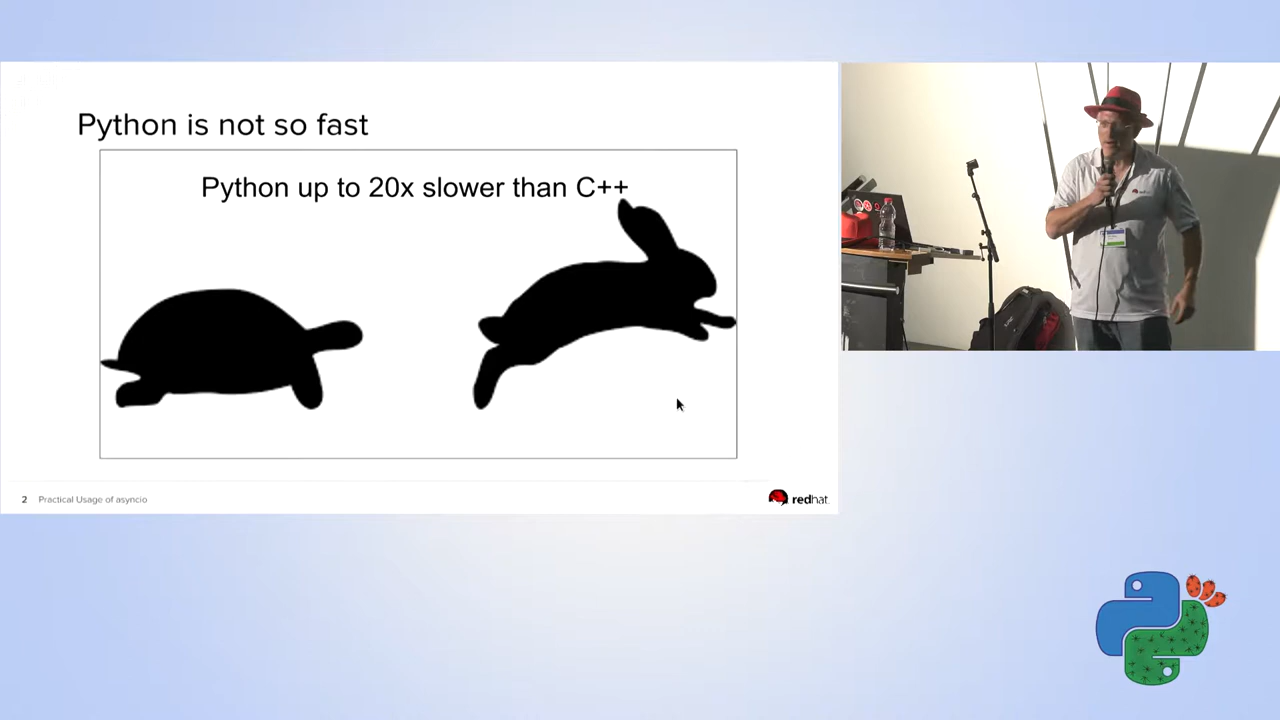 Python is not so fast
Python up to 20x slower than C++
2 Practical Usage of asyncio
redhat.